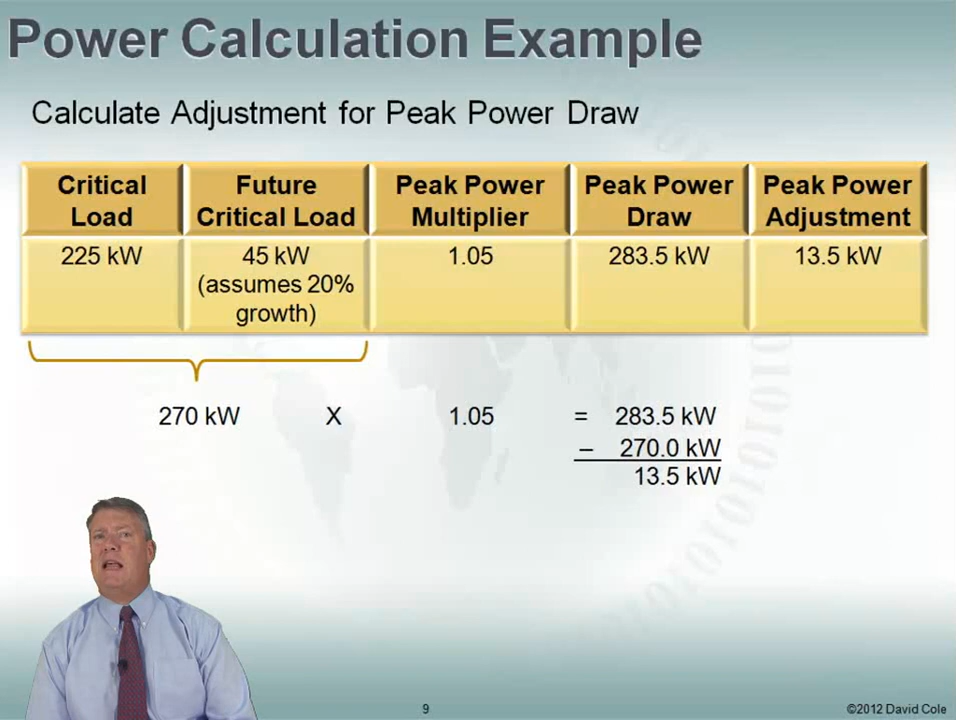 Power Calculation Example
Calculate Adjustment for Peak Power Draw
Critical Load
Future Critical Load
Peak Power Multiplier
Peak Power Draw
Peak Power Adjustment
225 kW
45 kW
(assumes 20%
growth)
1.05
283.5 kW
13.5 kW
270 kW X 1.05 = 283.5 kW
– 270.0 kW
13.5 kW
9
©2012 David Cole